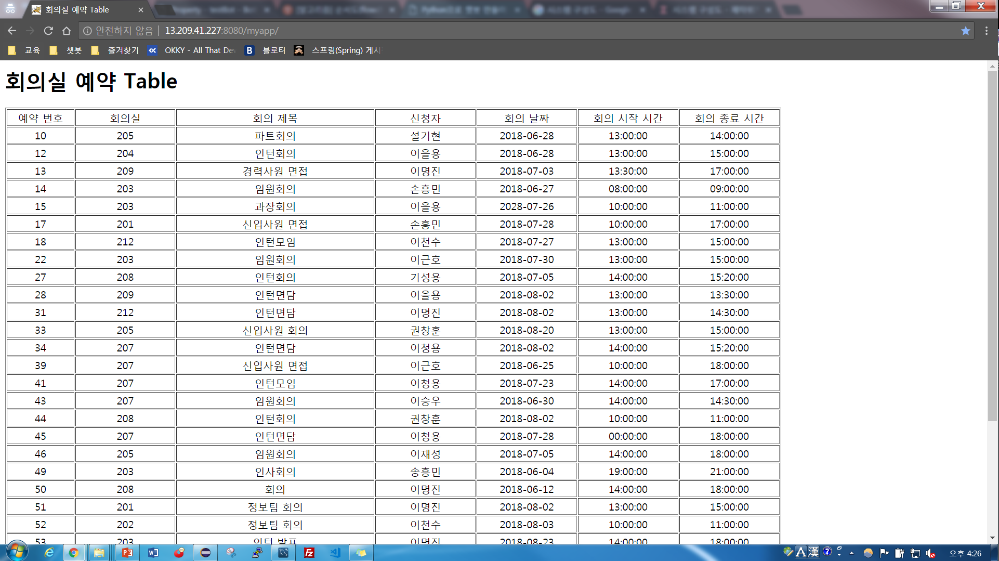 회의실 예약 Table
안전하지 않음 13.209.41.227:8080/myapp/
교육 챗봇 즐겨찾기 OKKY - All That Dev B 블로터 스프링(Spring) 게시
회의실 예약 Table
예약 번호 회의실 회의 제목 신청자 회의 날짜 회의 시작 시간 회의 종료 시간
10 205 파트회의 설기현 2018-06-28 13:00:00 14:00:00
12 204 인턴회의 이을용 2018-06-28 13:00:00 15:00:00
13 209 경력사원 면접 이명진 2018-07-03 13:30:00 17:00:00
14 203 임원회의 손흥민 2018-06-27 08:00:00 09:00:00
15 203 과장회의 이을용 2028-07-26 10:00:00 11:00:00
17 201 신입사원 면접 손흥민 2018-07-28 10:00:00 17:00:00
18 212 인턴모임 이천수 2018-07-27 13:00:00 15:00:00
22 203 임원회의 이근호 2018-07-30 13:00:00 15:00:00
27 208 인턴회의 기성용 2018-07-05 14:00:00 15:20:00
28 209 인턴면담 이을용 2018-08-02 13:00:00 13:30:00
31 212 인턴면담 이명진 2018-08-02 13:00:00 14:30:00
33 205 신입사원 회의 권창훈 2018-08-20 13:00:00 15:00:00
34 207 인턴면담 이청용 2018-08-02 14:00:00 15:20:00
39 207 신입사원 면접 이근호 2018-06-25 10:00:00 18:00:00
41 207 인턴모임 이청용 2018-07-23 14:00:00 17:00:00
43 207 임원회의 이승우 2018-06-30 14:00:00 14:30:00
44 208 인턴회의 권창훈 2018-08-02 10:00:00 11:00:00
45 207 인턴면담 이청용 2018-07-28 00:00:00 18:00:00
46 205 임원회의 이재성 2018-07-05 14:00:00 18:00:00
49 203 인사회의 송흥민 2018-06-04 19:00:00 21:00:00
50 208 회의 이명진 2018-06-12 14:00:00 18:00:00
51 201 정보팀 회의 이명진 2018-08-02 13:00:00 15:00:00
52 202 정보팀 회의 이천수 2018-08-03 10:00:00 11:00:00
53 203 인턴 발표 이명진 2018-08-23 14:00:00 18:00:00
A 漢 오후 4:26